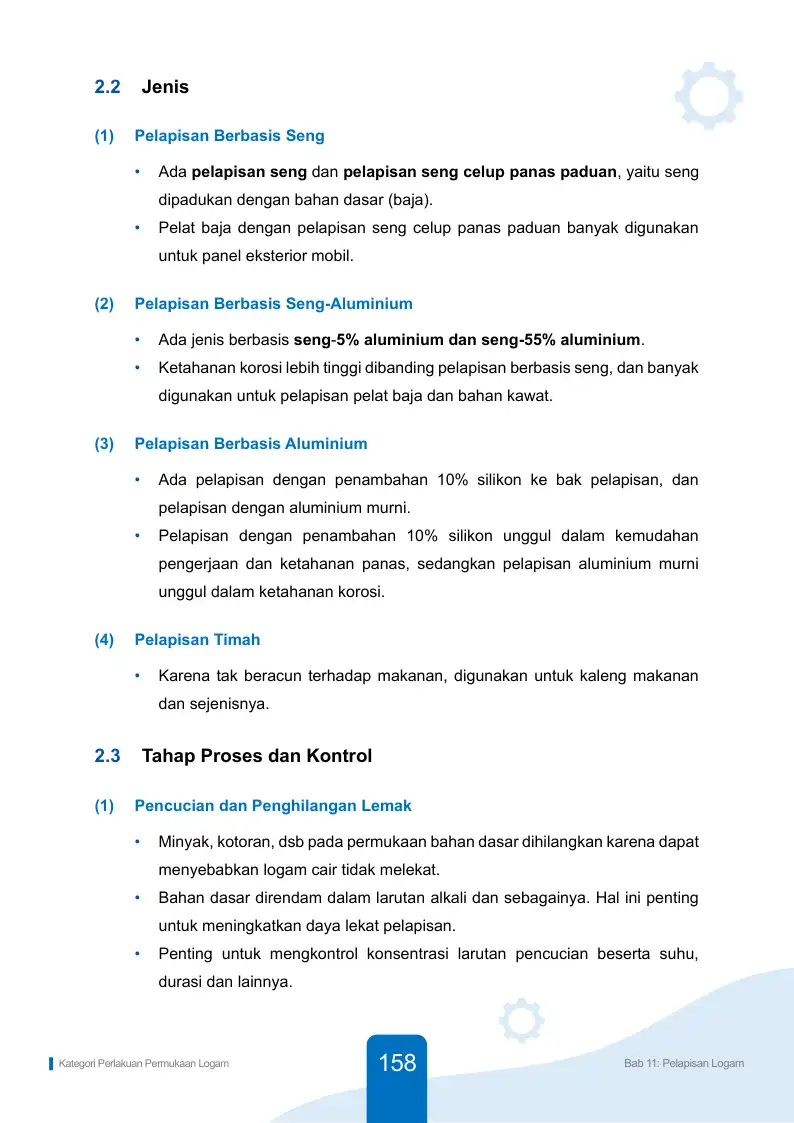 2.2 Jenis
(1) Pelapisan Berbasis Seng
• Ada pelapisan seng dan pelapisan seng celup panas paduan, yaitu seng
dipadukan dengan bahan dasar (baja).
• Pelat baja dengan pelapisan seng celup panas paduan banyak digunakan
untuk panel eksterior mobil.
(2) Pelapisan Berbasis Seng-Aluminium
• Ada jenis berbasis seng-5% aluminium dan seng-55% aluminium.
• Ketahanan korosi lebih tinggi dibanding pelapisan berbasis seng, dan banyak
digunakan untuk pelapisan pelat baja dan bahan kawat.
(3) Pelapisan Berbasis Aluminium
• Ada pelapisan dengan penambahan 10% silikon ke bak pelapisan, dan
pelapisan dengan aluminium murni.
• Pelapisan dengan penambahan 10% silikon unggul dalam kemudahan
pengerjaan dan ketahanan panas, sedangkan pelapisan aluminium murni
unggul dalam ketahanan korosi.
(4) Pelapisan Timah
• Karena tak beracun terhadap makanan, digunakan untuk kaleng makanan
dan sejenisnya.
2.3 Tahap Proses dan Kontrol
(1) Pencucian dan Penghilangan Lemak
• Minyak, kotoran, dsb pada permukaan bahan dasar dihilangkan karena dapat
menyebabkan logam cair tidak melekat.
• Bahan dasar direndam dalam larutan alkali dan sebagainya. Hal ini penting
untuk meningkatkan daya lekat pelapisan.
• Penting untuk mengkontrol konsentrasi larutan pencucian beserta suhu,
durasi dan lainnya.
Kategori Perlakuan Permukaan Logam
158
Bab 11: Pelapisan Logam